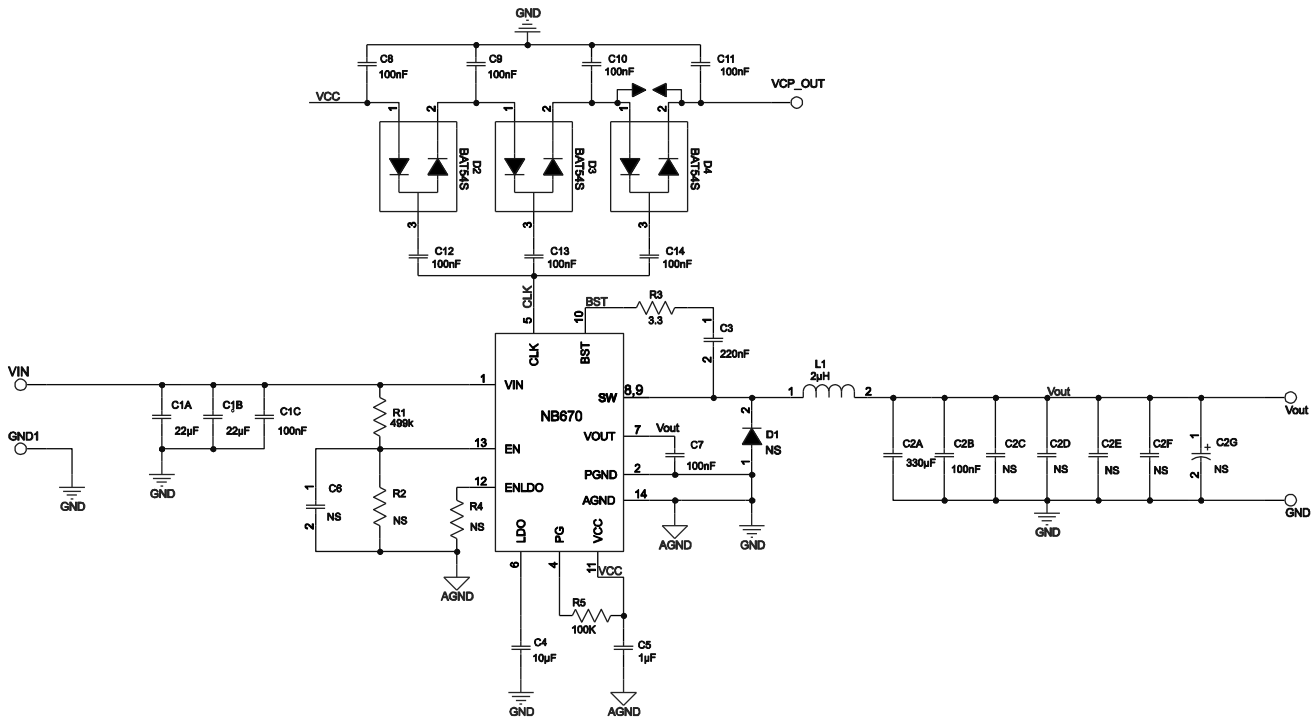 GND
C8
100nF
C9
100nF
C10
100nF
C11
100nF
VCC
VCP_OUT
1
2
1
2
1
2
D2
BAT54S
D3
BAT54S
D4
BAT54S
3
3
3
C12
100nF
C13
100nF
C14
100nF
CLK
5
BST
10
R3
3.3
1
C3
220nF
2
CLK
BST
VIN
1
VIN
C1A
22µF
C1B
22µF
C1C
100nF
R1
499k
SW
8,9
L1
2µH
1
2
Vout
Vout
NB670
GND1
GND
GND
13
EN
VOUT
7
Vout
C7
100nF
2
D1
NS
1
C2A
330µF
C2B
100nF
C2C
NS
C2D
NS
C2E
NS
C2F
NS
1
+
C2G
NS
2
12
ENLDO
PGND
2
1
C6
NS
2
R2
NS
R4
NS
AGND
14
AGND
GND
GND
GND
LDO
PG
VCC
AGND
6
4
11
VCC
R5
100K
C4
10µF
C5
1µF
GND
AGND